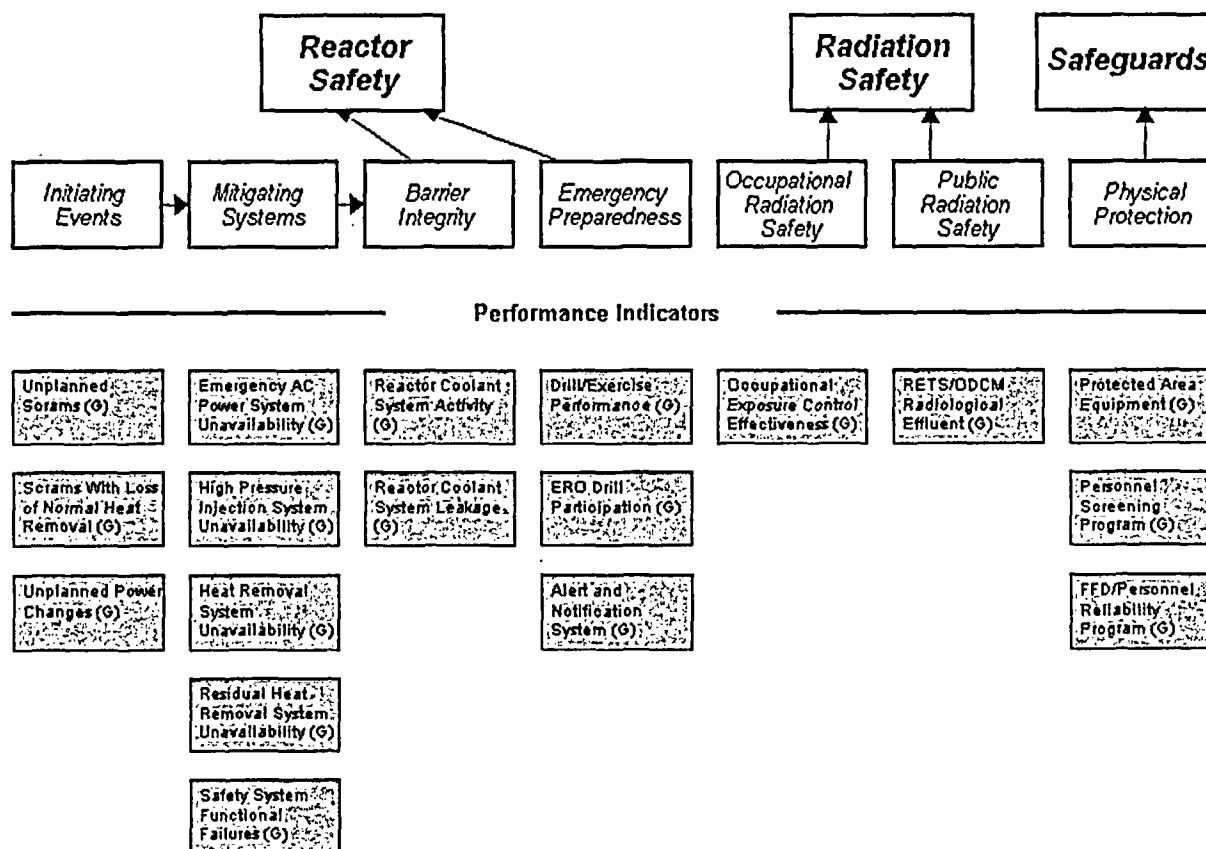 Reactor
Safety
Radiation
Safety
Safeguards
Initiating
Events
Mitigating
Systems
Barrier
Integrity
Emergency
Preparedness
Occupational
Radiation
Safety
Public
Radiation
Safety
Physical
Protection
Performance Indicators
Unplanned
Scrams (G)
Emergency AC
Power System
Unavailability (G)
Reactor Coolant
System Activity
(G)
Drill/Exercise
Performance (G)
Occupational
Exposure Control
Effectiveness (G)
RETS/ODCM
Radiological
Effluent (G)
Protected Area
Equipment (G)
Scrams With Loss
of Normal Heat
Removal (G)
High Pressure
Injection System
Unavailability (G)
Reactor Coolant
System Leakage
(G)
ERO Drill
Participation (G)
Personnel
Screening
Program (G)
Unplanned Power
Changes (G)
Heat Removal
System
Unavailability (G)
Alert and
Notification
System (G)
FFD/Personnel
Reliability
Program (G)
Residual Heat
Removal System
Unavailability (G)
Safety System
Functional
Failures (G)